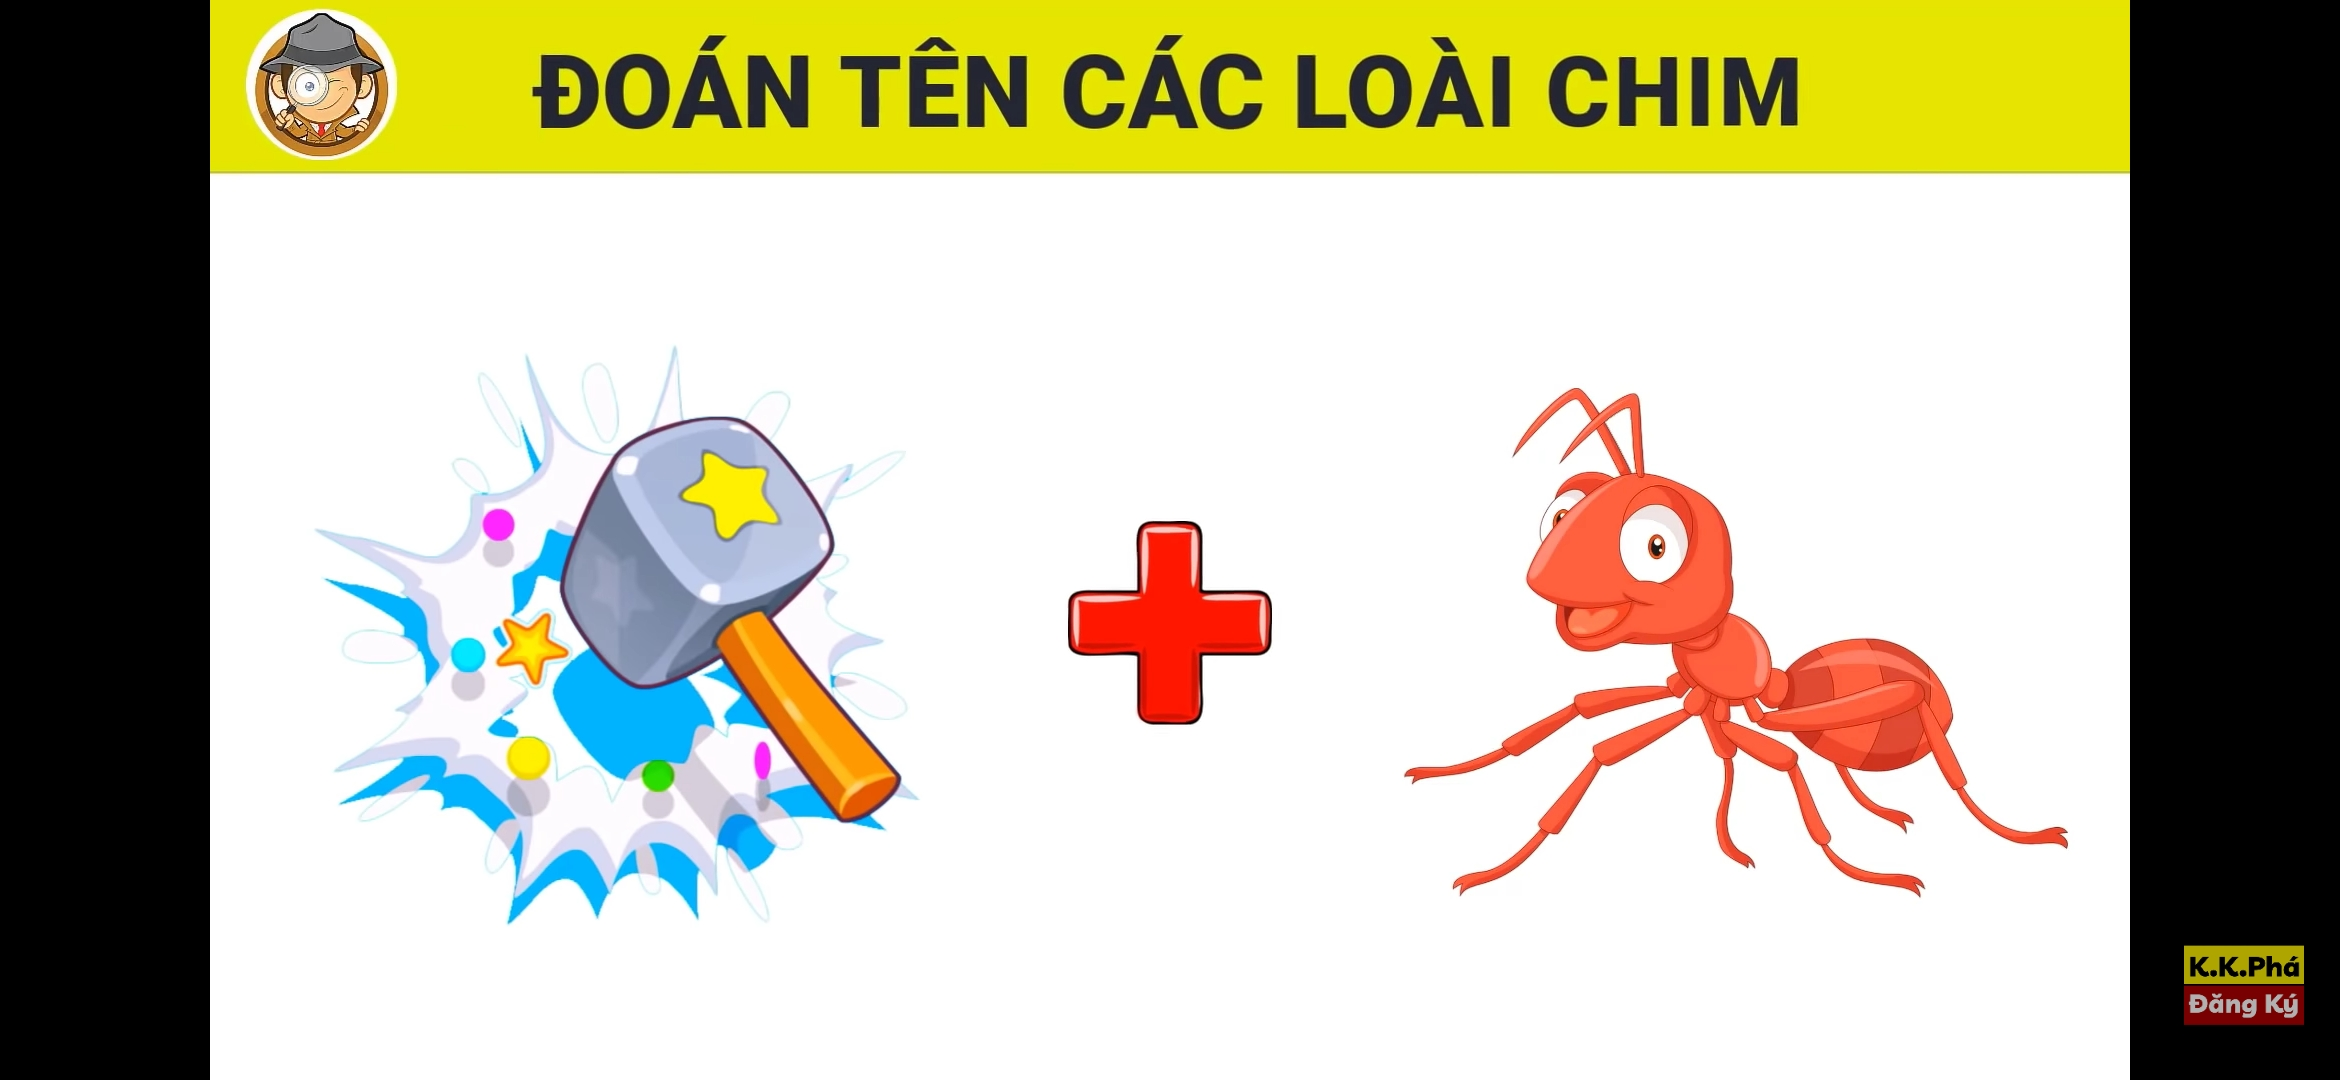 ĐOÁN TÊN CÁC LOÀI CHIM
K.K.Phá
Đăng Ký